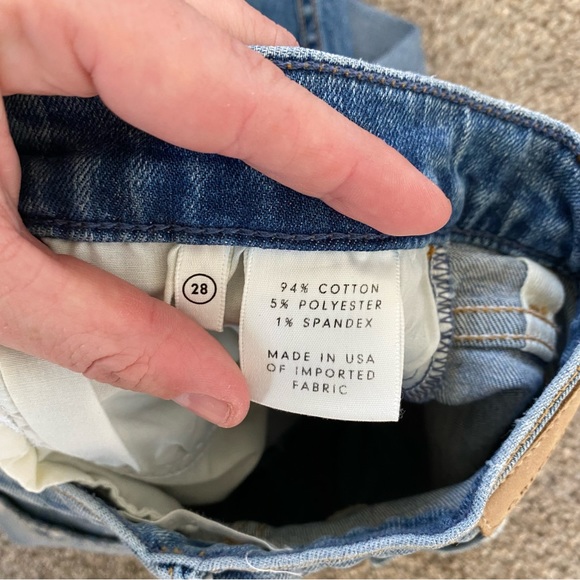 28
94% COTTON
5% POLYESTER
1% SPANDEX
MADE IN USA
OF IMPORTED
FABRIC